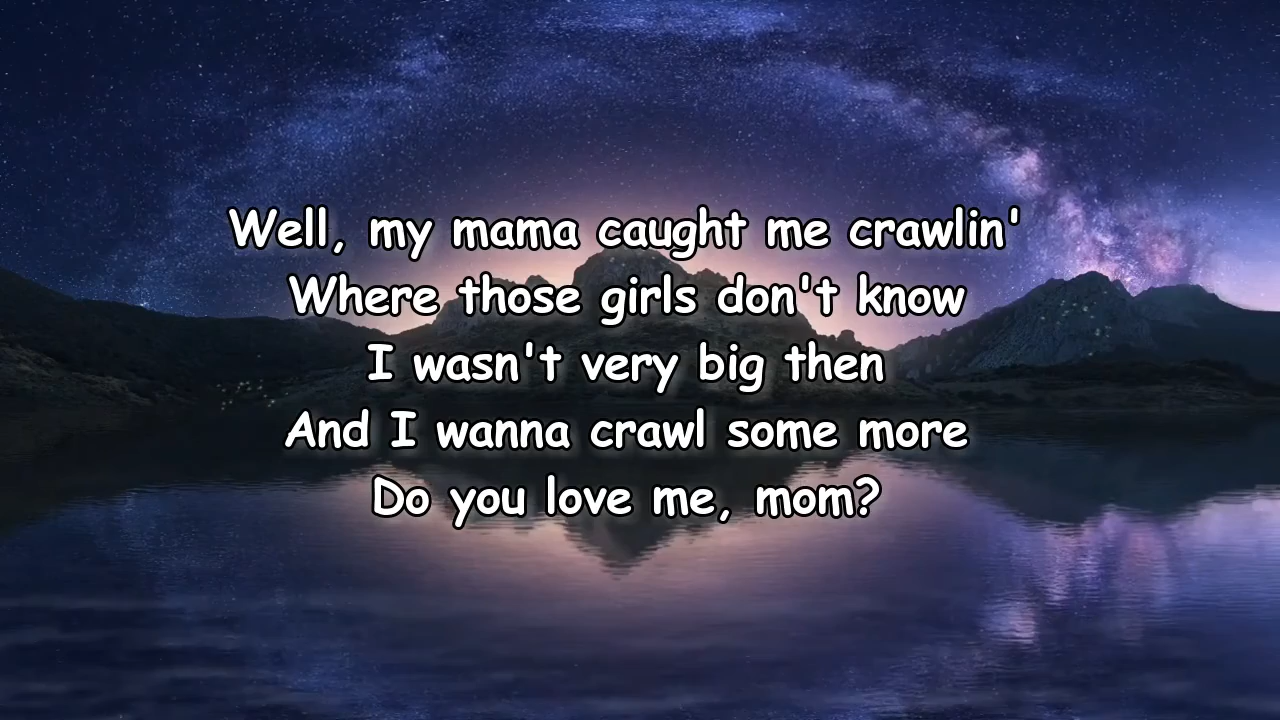 Well, my mama caught me crawlin'
Where those girls don't know
I wasn't very big then
And I wanna crawl some more
Do you love me, mom?